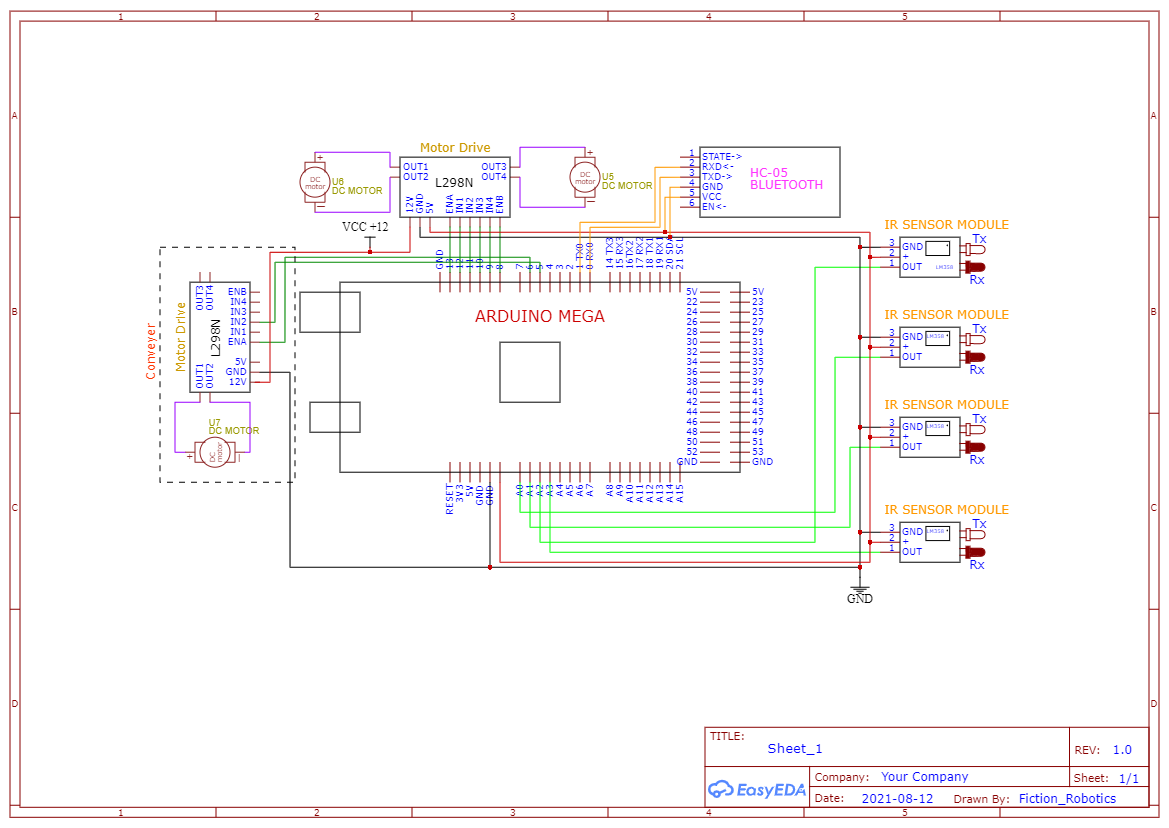 1 2 3 4 5
A A
B B
C C
D D
1 2 3 4 5
Motor Drive
L298N
OUT1
OUT2
OUT3
OUT4
12V
GND
5V
ENA
IN1
IN2
IN3
IN4
ENB
+
DC
motor
U6
DC MOTOR
+
DC
motor
U5
DC MOTOR
VCC +12
HC-05
BLUETOOTH
1 STATE->
2 RXD<-
3 TXD->
4 GND
5 VCC
6 EN<-
IR SENSOR MODULE
3 GND
2 +
1 OUT
LM358
Tx
Rx
IR SENSOR MODULE
3 GND
2 +
1 OUT
LM358
Tx
Rx
IR SENSOR MODULE
3 GND
2 +
1 OUT
LM358
Tx
Rx
IR SENSOR MODULE
3 GND
2 +
1 OUT
LM358
Tx
Rx
Conveyer
Motor Drive
L298N
OUT3
OUT4
ENB
IN4
IN3
IN2
IN1
ENA
5V
GND
12V
OUT1
OUT2
U7
DC MOTOR
+
DC
motor
ARDUINO MEGA
GND
13
12
11
10
9
8
7
6
5
4
3
2
1 TX0
0 RX0
14 TX3
15 RX3
16 TX2
17 RX2
18 TX1
19 RX1
20 SDA
21 SCL
5V 5V
22 23
24 25
26 27
28 29
30 31
32 33
34 35
36 37
38 39
40 41
42 43
44 45
46 47
48 49
50 51
52 53
GND GND
RESET
3V3
5V
GND
GND
A0
A1
A2
A3
A4
A5
A6
A7
A8
A9
A10
A11
A12
A13
A14
A15
GND
TITLE:
Sheet_1
REV: 1.0
EasyEDA
Company: Your Company
Sheet: 1/1
Date: 2021-08-12 Drawn By: Fiction_Robotics